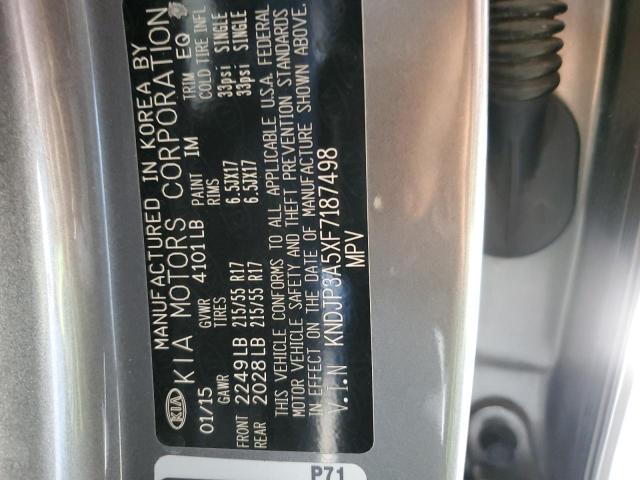 MANUFACTURED IN KOREA BY
KIA KIA MOTORS CORPORATION
01/15 GVWR 4101LB PAINT IM TRIM EQ
GAWR TIRES RIMS COLD TIRE INFL
FRONT 2249LB 215/55 R17 6.5JX17 33psi SINGLE
REAR 2028LB 215/55 R17 6.5JX17 33psi SINGLE
THIS VEHICLE CONFORMS TO ALL APPLICABLE U.S.A. FEDERAL
MOTOR VEHICLE SAFETY AND THEFT PREVENTION STANDARDS
IN EFFECT ON THE DATE OF MANUFACTURE SHOWN ABOVE.
V.I.N KNDJP3A5XF7187498
MPV
P71